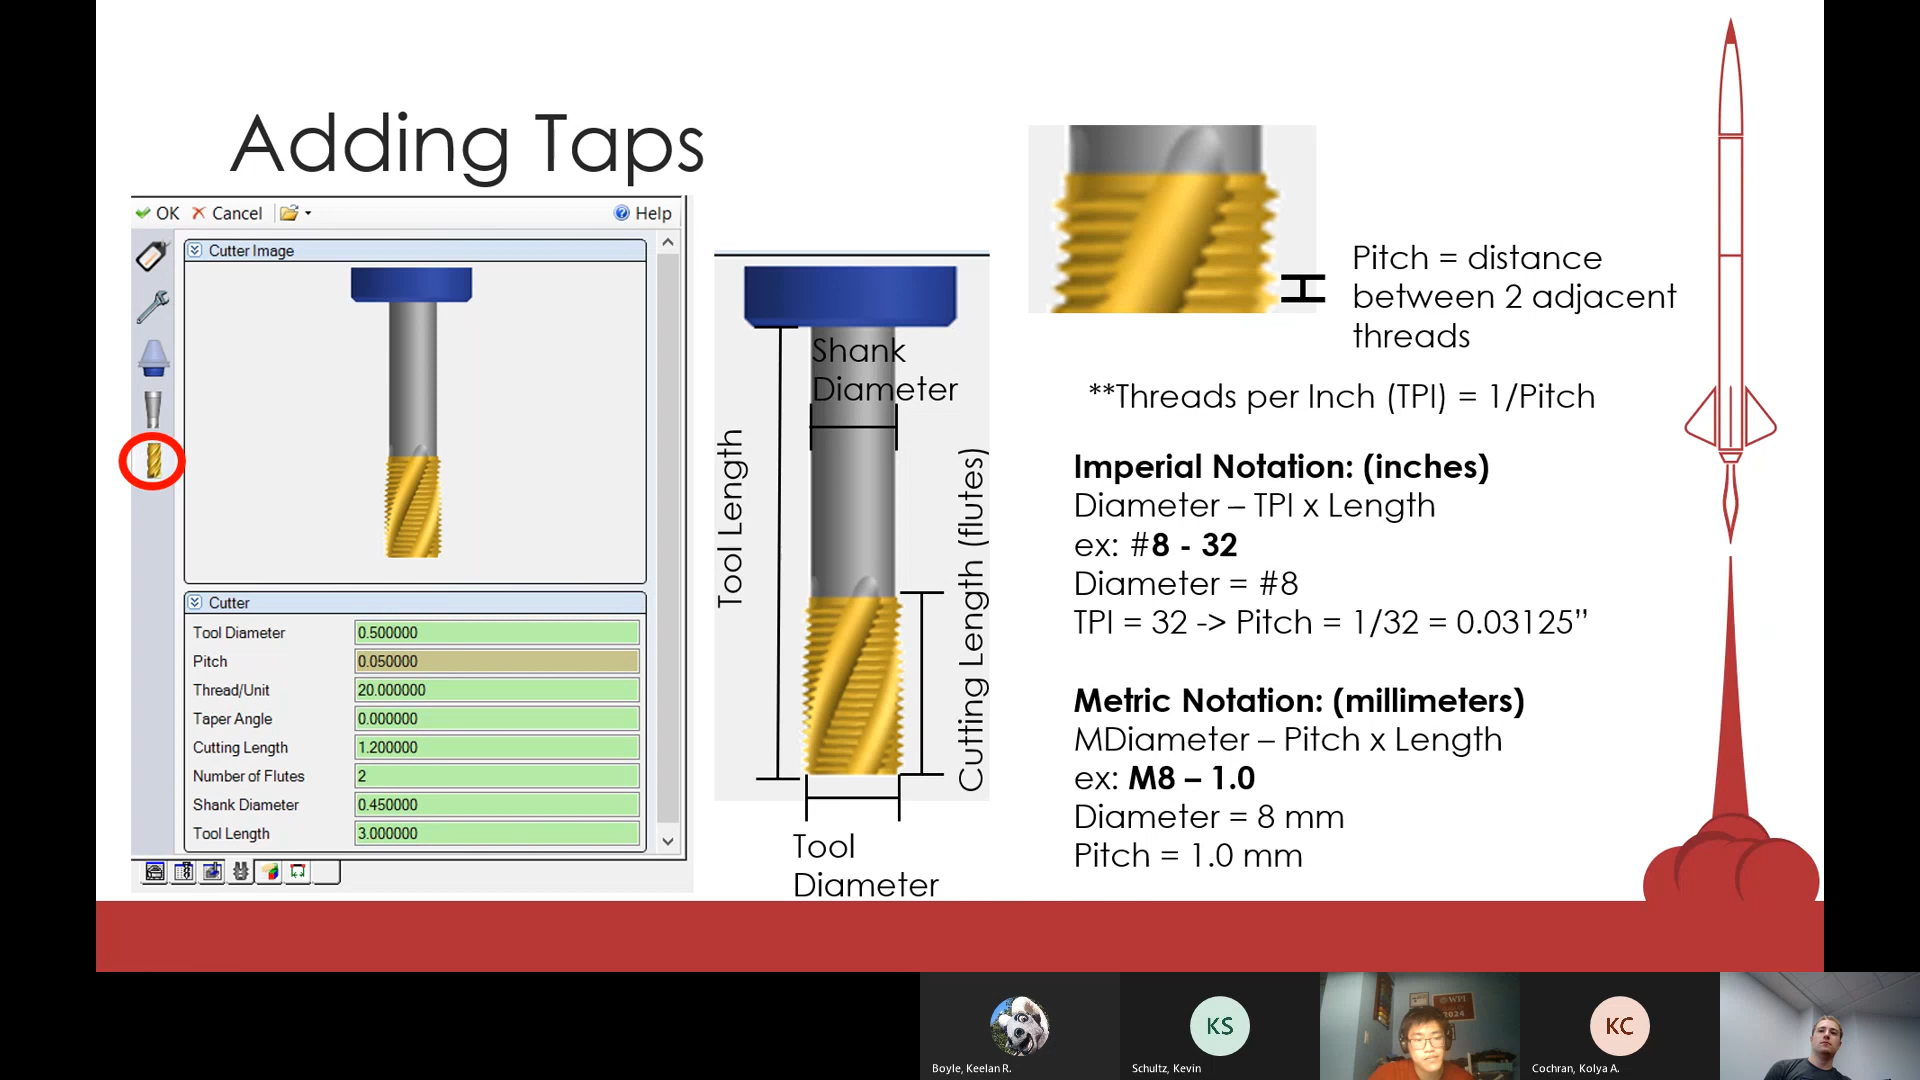 Adding Taps
OK Cancel Help
Cutter Image
Cutter
Tool Diameter 0.500000
Pitch 0.050000
Thread/Unit 20.000000
Taper Angle 0.000000
Cutting Length 1.200000
Number of Flutes 2
Shank Diameter 0.450000
Tool Length 3.000000
Shank
Diameter
Tool Length
Cutting Length (flutes)
Tool
Diameter
Pitch = distance
between 2 adjacent
threads
**Threads per Inch (TPI) = 1/Pitch
Imperial Notation: (inches)
Diameter – TPI x Length
ex: #8 - 32
Diameter = #8
TPI = 32 -> Pitch = 1/32 = 0.03125”
Metric Notation: (millimeters)
MDiameter – Pitch x Length
ex: M8 – 1.0
Diameter = 8 mm
Pitch = 1.0 mm
Boyle, Keelan R.
KS
Schultz, Kevin
WPI
2024
KC
Cochran, Kolya A.